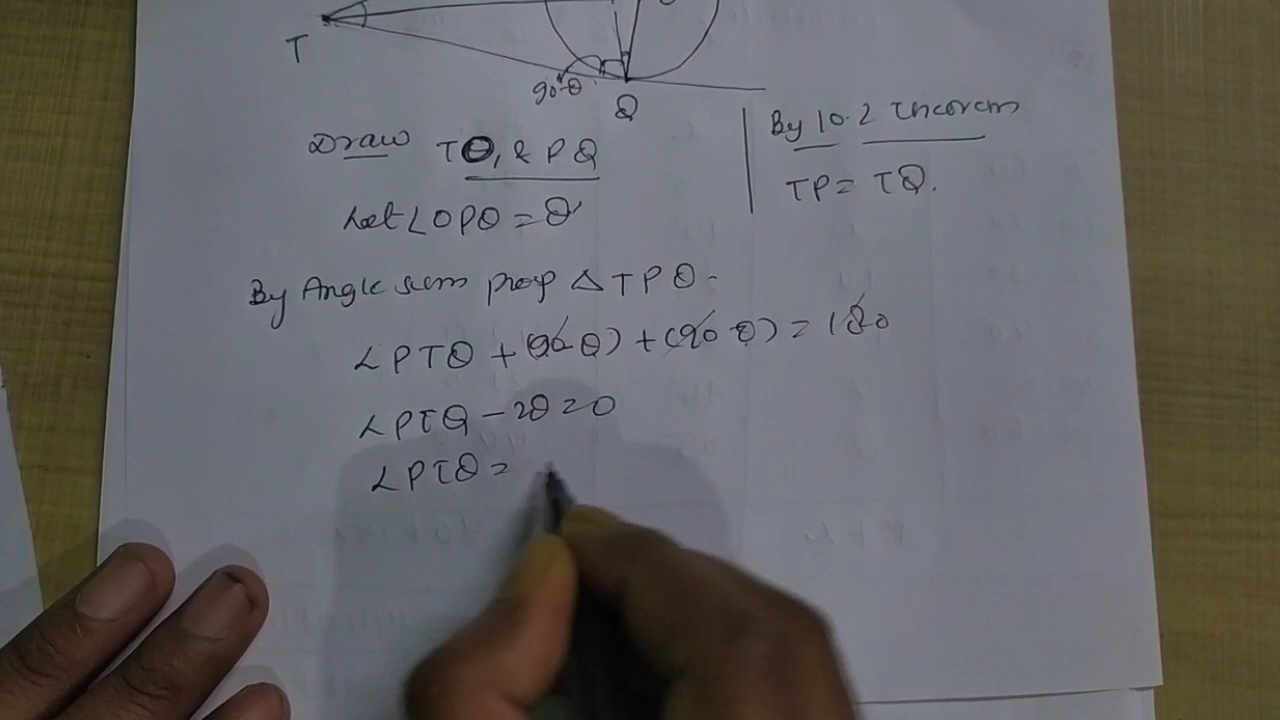 T
90-θ
Q
Draw TQ, & PQ
By 10.2 Theorem
TP = TQ.
Let ∠OPQ = θ
By Angle sum prop △TPQ.
∠PTQ + (90-θ) + (90-θ) = 180
∠PTQ - 2θ = 0
∠PTQ =